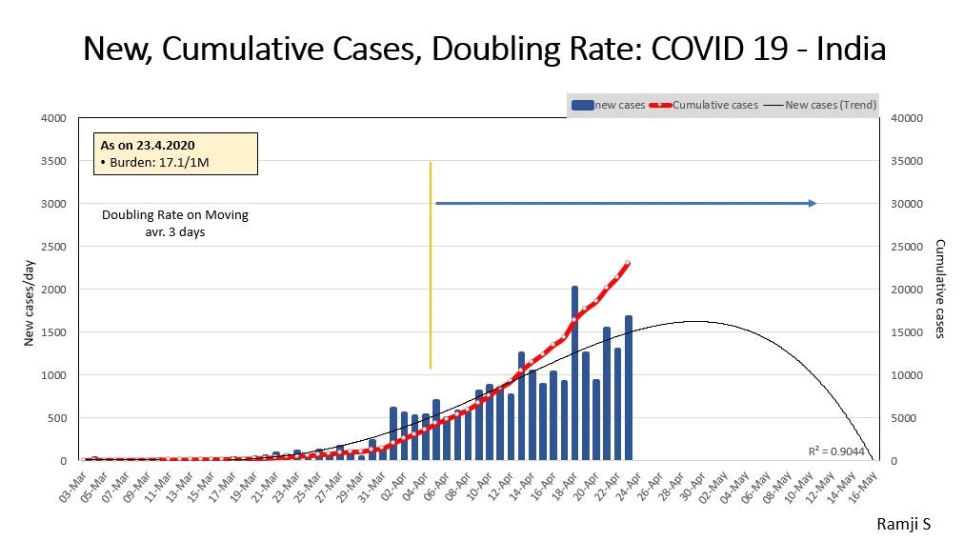 New, Cumulative Cases, Doubling Rate: COVID 19 - India
new cases Cumulative cases New cases (Trend)
As on 23.4.2020
• Burden: 17.1/1M
Doubling Rate on Moving
avr. 3 days
New cases/day
4000
3500
3000
2500
2000
1500
1000
500
0
40000
35000
30000
25000
20000
15000
10000
5000
0
Cumulative cases
R² = 0.9044
03-Mar 05-Mar 07-Mar 09-Mar 11-Mar 13-Mar 15-Mar 17-Mar 19-Mar 21-Mar 23-Mar 25-Mar 27-Mar 29-Mar 31-Mar 02-Apr 04-Apr 06-Apr 08-Apr 10-Apr 12-Apr 14-Apr 16-Apr 18-Apr 20-Apr 22-Apr 24-Apr 26-Apr 28-Apr 30-Apr 02-May 04-May 06-May 08-May 10-May 12-May 14-May 16-May
Ramji S